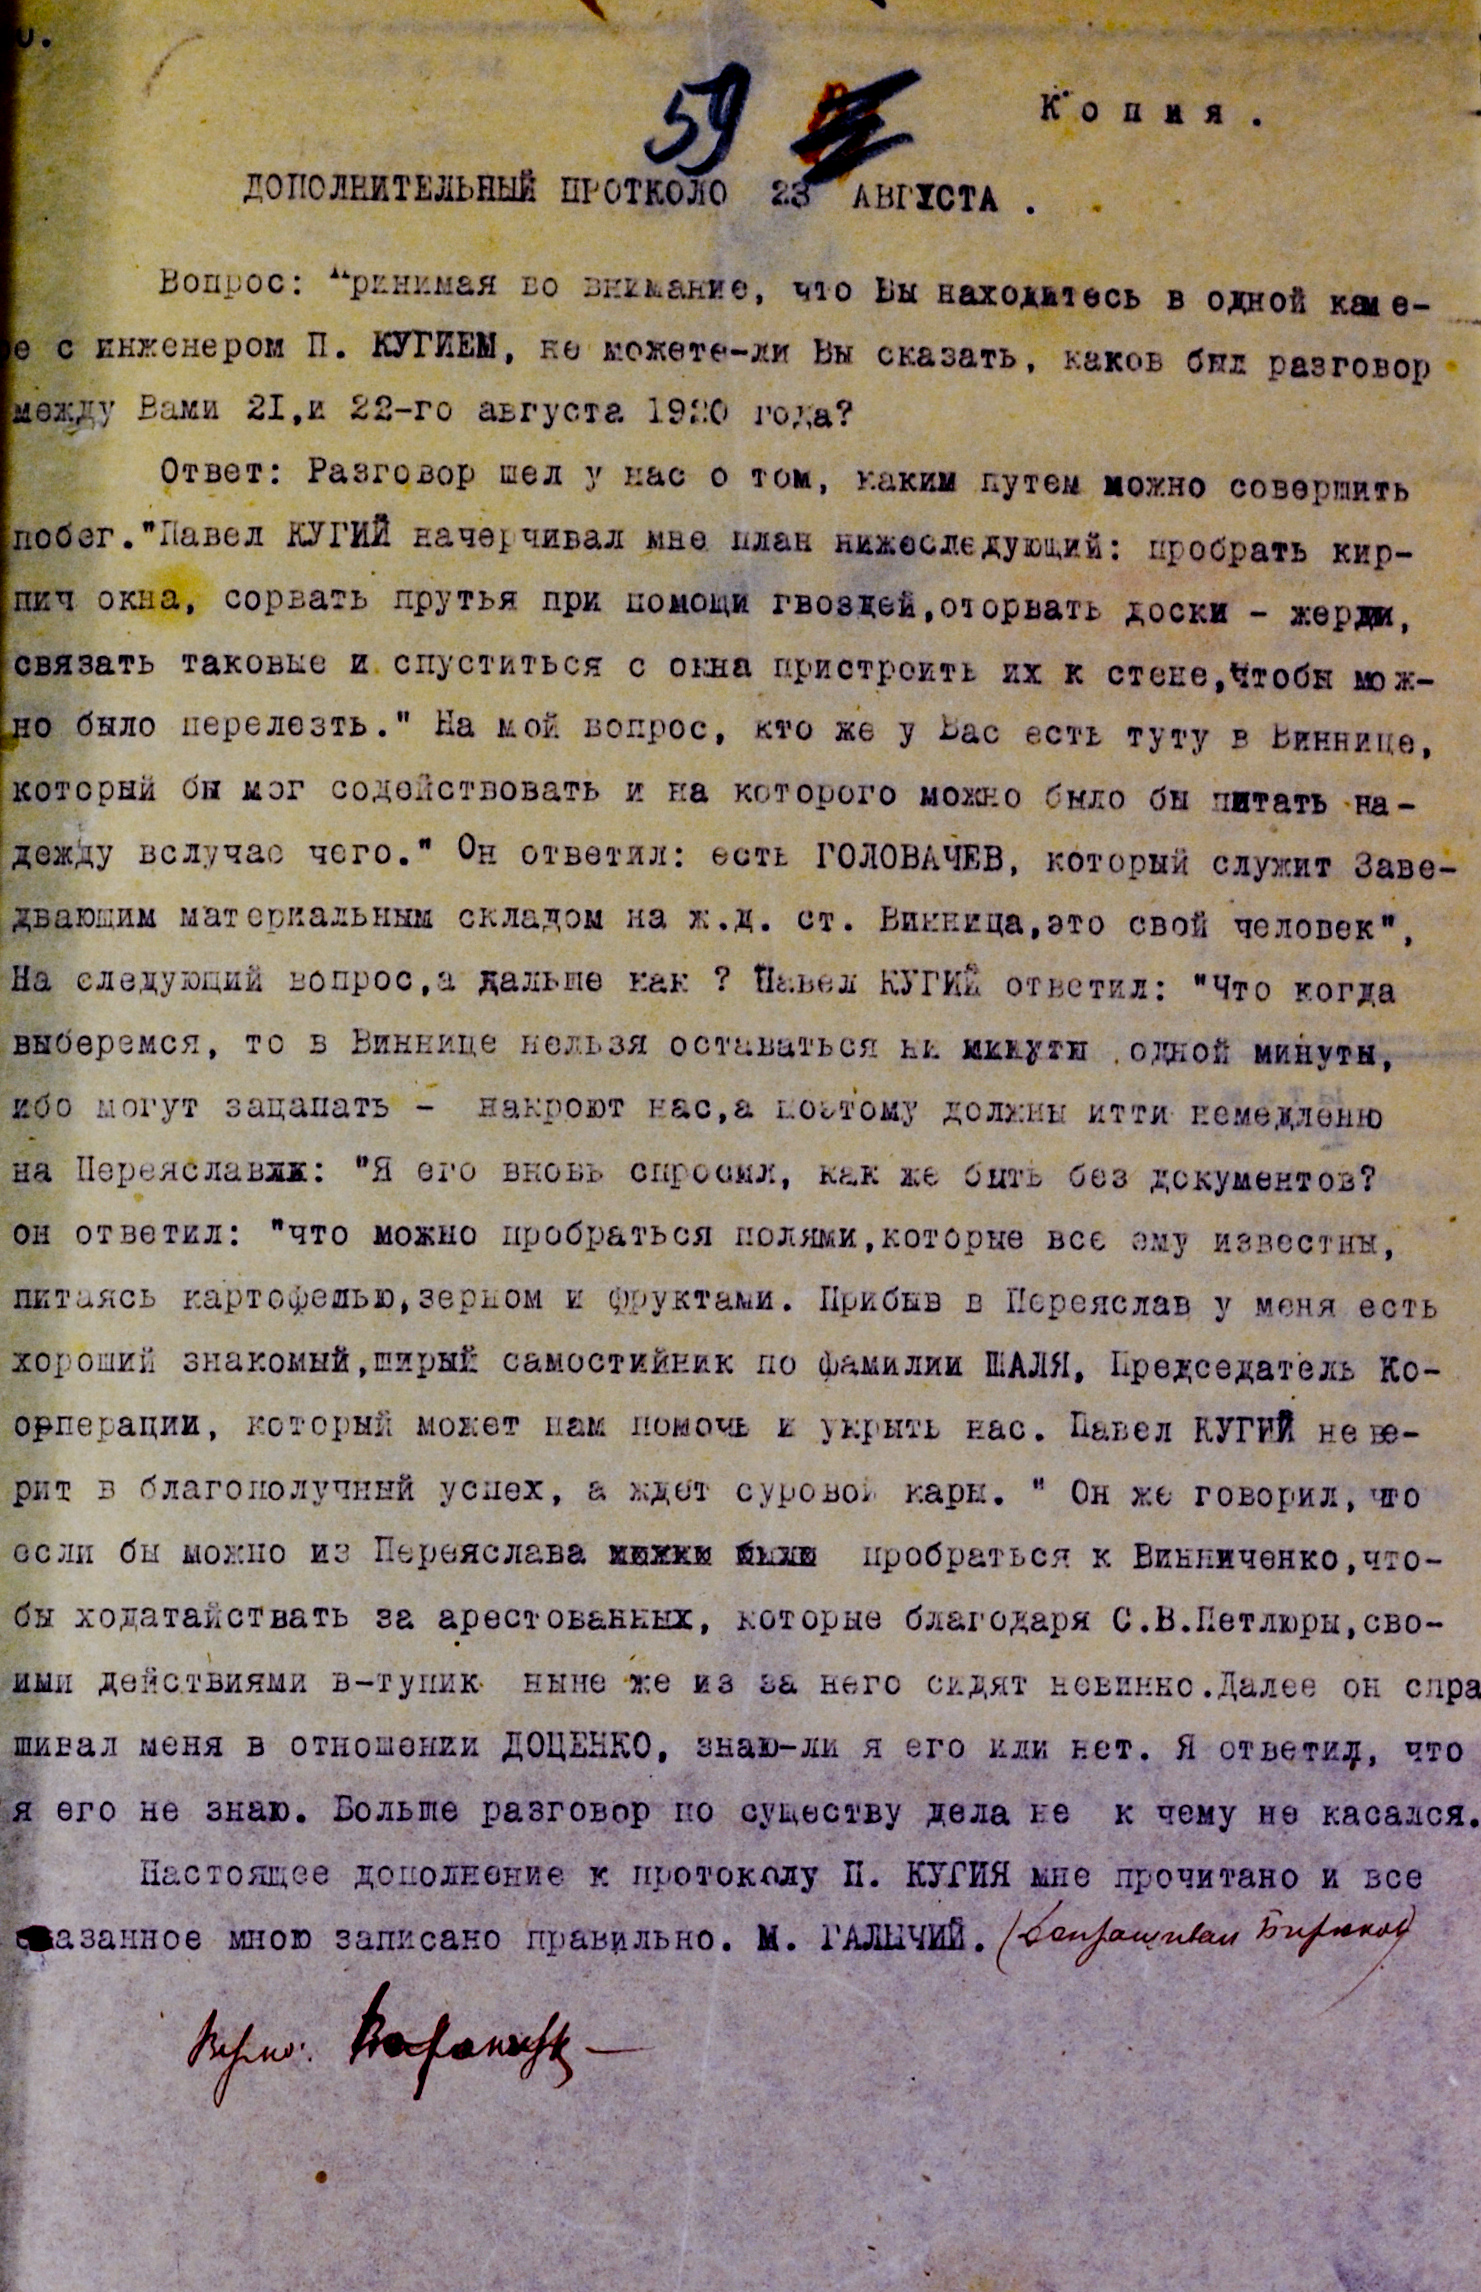 59
Копия.
ДОПОЛНИТЕЛЬНЫЙ ПРОТКОЛО 23 АВГУСТА.
Вопрос: Принимая во внимание, что Вы находитесь в одной каме-
е с инженером П. КУГИЕМ, не можете-ли Вы сказать, каков был разговор
между Вами 21,и 22-го августа 1920 года?
Ответ: Разговор шел у нас о том, каким путем можно совершить
побег."Павел КУГИЙ начерчивал мне план нижеследующий: пробрать кир-
пич окна, сорвать прутья при помощи гвоздей,оторвать доски - жерди,
связать таковые и спуститься с окна пристроить их к стене,чтобы мож-
но было перелезть." На мой вопрос, кто же у Вас есть туту в Виннице,
который бы мог содействовать и на которого можно было бы питать на-
дежду вслучае чего." Он ответил: есть ГОЛОВАЧЕВ, который служит Заве-
двающим материальным складом на ж.д. ст. Винница,это свой человек",
На следующий вопрос,а дальше как ? Павел КУГИЙ ответил: "Что когда
выберемся, то в Виннице нельзя оставаться ни минуты одной минуты,
ибо могут зацапать - накроют нас,а поэтому должны итти немедленю
на Переяславль: "Я его вновь спросил, как же быть без документов?
он ответил: "что можно пробраться полями,которые все ему известны,
питаясь картофелью,зерном и фруктами. Прибыв в Переяслав у меня есть
хороший знакомый,ширый самостийник по фамилии ШАЛЯ, Председатель Ко-
орперации, который может нам помочь и укрыть нас. Павел КУГИЙ не ве-
рит в благополучный успех, а ждет суровой кары. " Он же говорил,что
если бы можно из Переяслава можно было пробраться к Винниченко,что-
бы ходатайствать за арестованных, которые благодаря С.В.Петлюры,сво-
ими действиями в-тупик ныне же из за него сидят невинно.Далее он спра
шивал меня в отношении ДОЦЕНКО, знаю-ли я его или нет. Я ответил, что
я его не знаю. Больше разговор по существу дела не к чему не касался.
Настоящее дополнение к протоколу П. КУГИЯ мне прочитано и все
сказанное мною записано правильно. М. ГАЛЫЧИЙ. (Допрашивал Бирюков)
Верно: